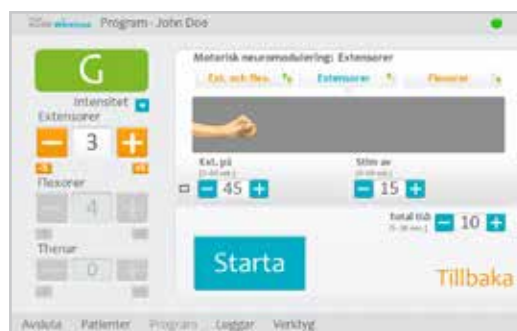 Program - John Doe
G
Intensitet
Extensorer
3
Flexorer
4
Thenar
0
Motorisk neuromodulering: Extensorer
Ext. och flex.
Extensorer
Flexorer
Ext. på
45
Stim av
15
Total tid
10
Starta
Tillbaka
Avsluta Patienter Program Loggar Verktyg